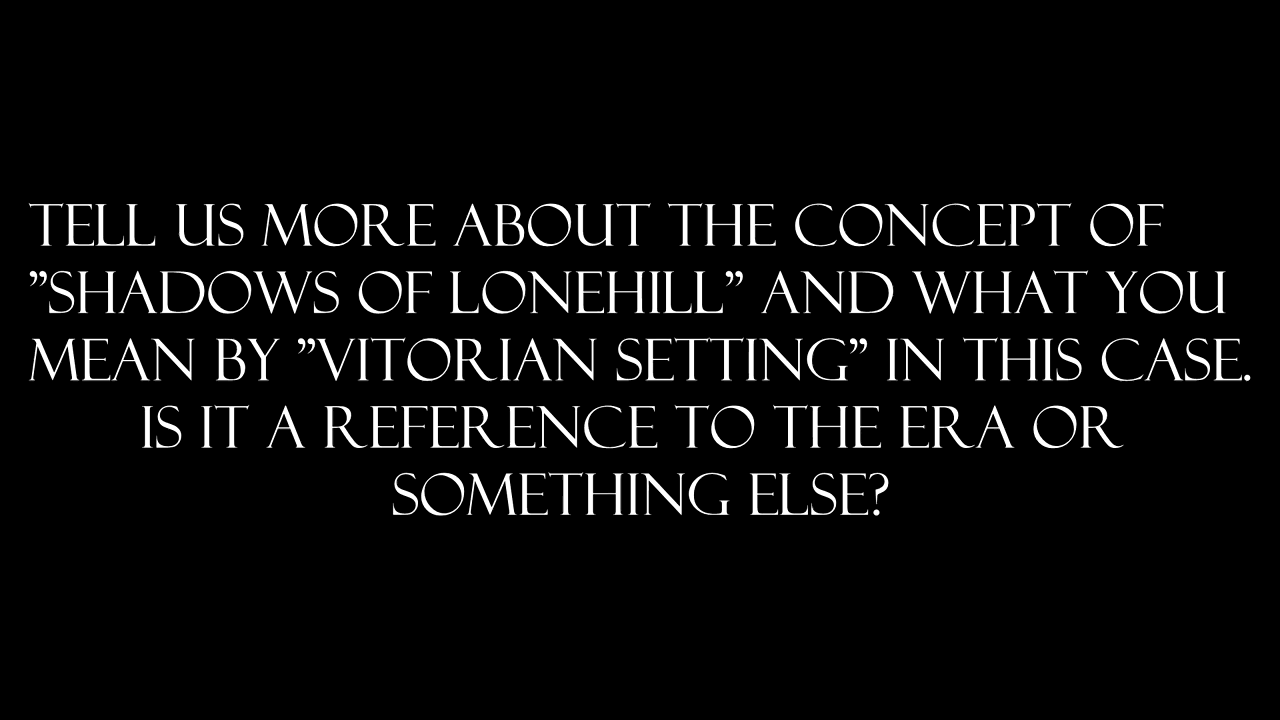 TELL US MORE ABOUT THE CONCEPT OF
”SHADOWS OF LONEHILL” AND WHAT YOU
MEAN BY ”VITORIAN SETTING” IN THIS CASE.
IS IT A REFERENCE TO THE ERA OR
SOMETHING ELSE?